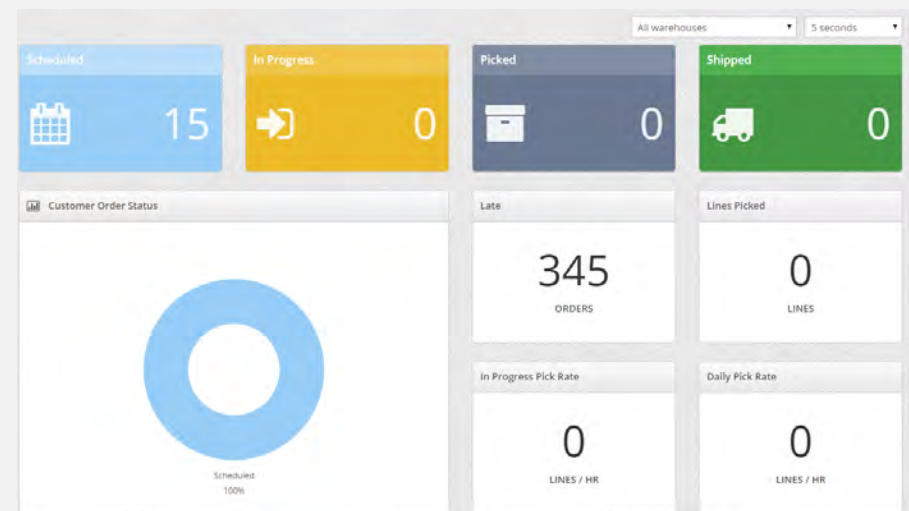 All warehouses
5 seconds
Scheduled
In Progress
Picked
Shipped
15
0
0
0
Customer Order Status
Late
Lines Picked
345
ORDERS
0
LINES
In Progress Pick Rate
Daily Pick Rate
0
LINES / HR
0
LINES / HR
Scheduled
100%